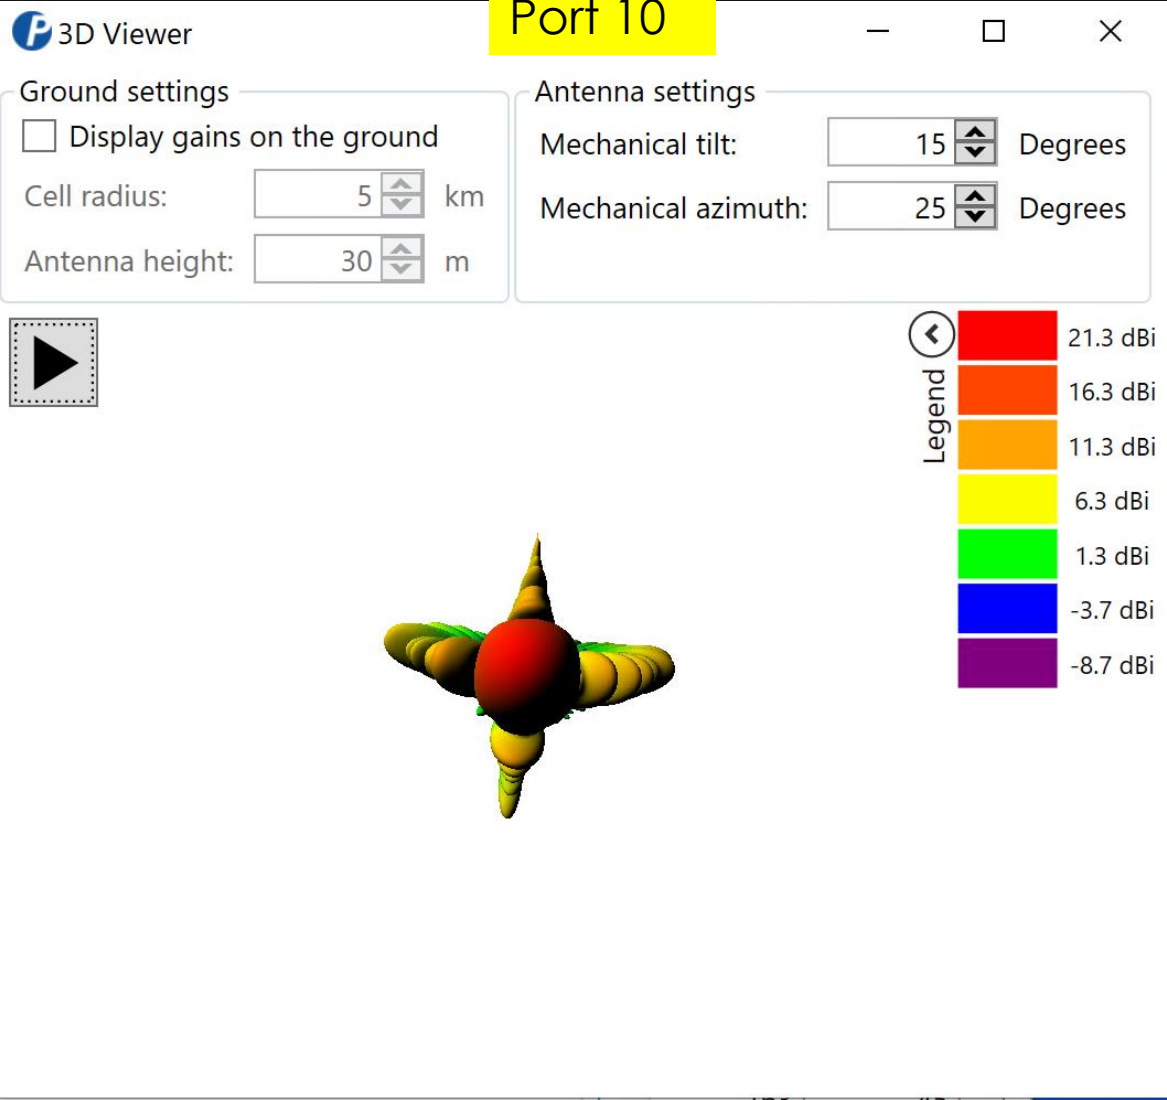 Port 10
3D Viewer
Ground settings
Display gains on the ground
Cell radius: 5 km
Antenna height: 30 m
Antenna settings
Mechanical tilt: 15 Degrees
Mechanical azimuth: 25 Degrees
Legend
21.3 dBi
16.3 dBi
11.3 dBi
6.3 dBi
1.3 dBi
-3.7 dBi
-8.7 dBi